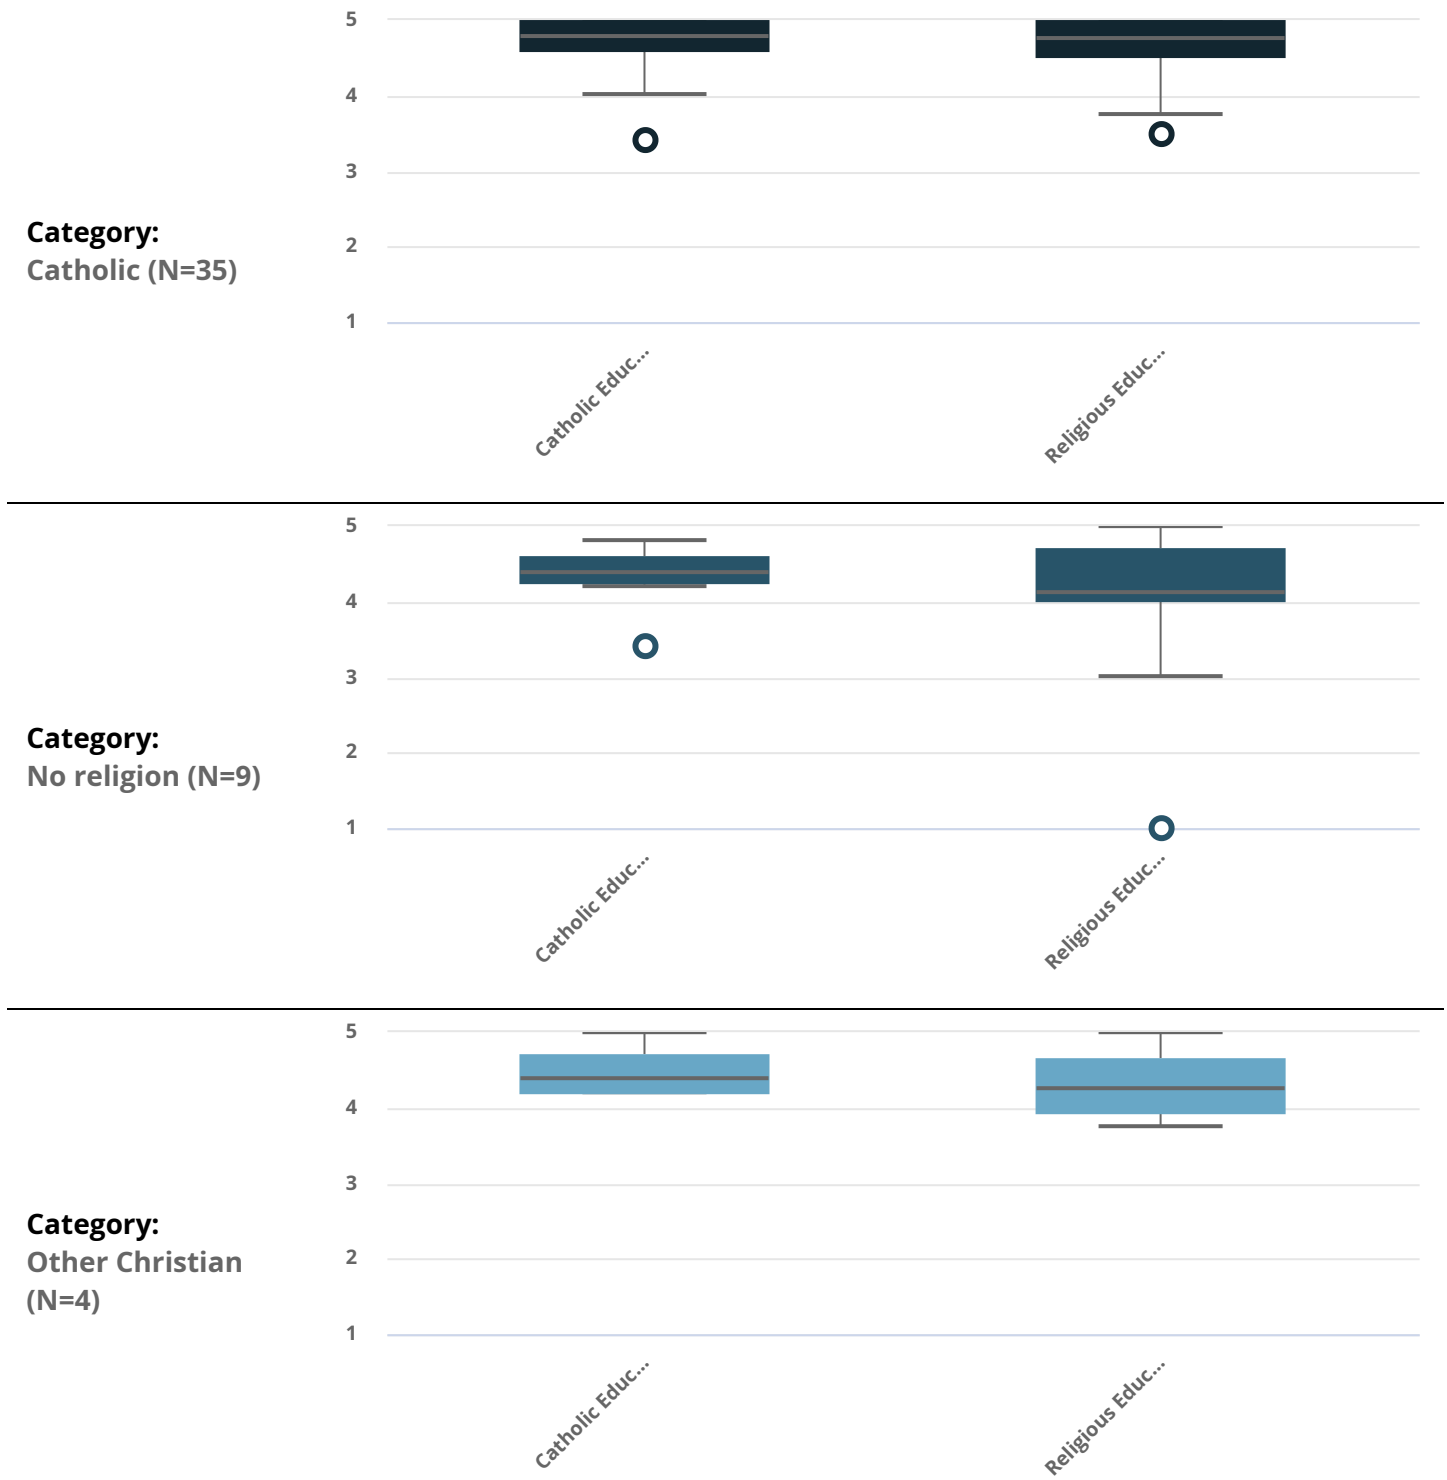 5
4
3
2
1
Category:
Catholic (N=35)
Catholic Educ...
Religious Educ...
5
4
3
2
1
Category:
No religion (N=9)
Catholic Educ...
Religious Educ...
5
4
3
2
1
Category:
Other Christian
(N=4)
Catholic Educ...
Religious Educ...